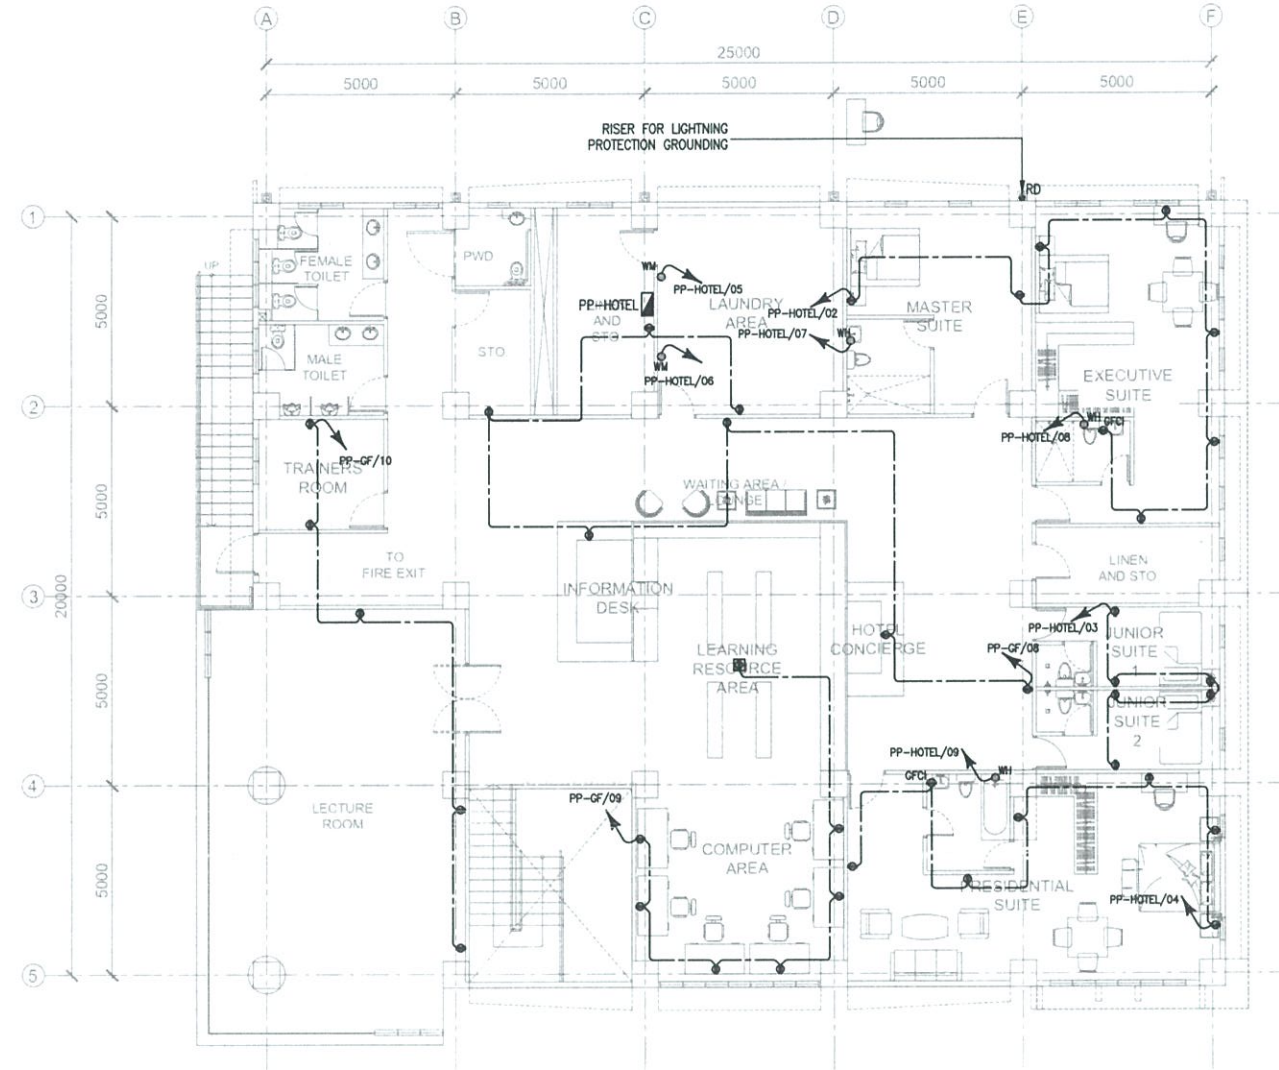 A B C D E F
25000
5000 5000 5000 5000 5000
RISER FOR LIGHTNING
PROTECTION GROUNDING
RD
1
UP
FEMALE
TOILET
PWD
WM
PP-HOTEL/05
PP-HOTEL
AND
STO
LAUNDRY
AREA
PP-HOTEL/02
PP-HOTEL/07
WH
MASTER
SUITE
5000
MALE
TOILET
STO
WM
PP-HOTEL/06
EXECUTIVE
SUITE
2
WH
GFCI
PP-HOTEL/08
PP-GF/10
TRAINERS
ROOM
5000
WAITING AREA /
LOUNGE
TO
FIRE EXIT
LINEN
AND STO
INFORMATION
DESK
3
20000
PP-HOTEL/03
HOTEL
CONCIERGE
JUNIOR
SUITE
1
PP-GF/08
LEARNING
RESOURCE
AREA
5000
JUNIOR
SUITE
2
PP-HOTEL/09
GFCI
WH
4
PP-GF/09
LECTURE
ROOM
COMPUTER
AREA
5000
PRESIDENTIAL
SUITE
PP-HOTEL/04
5